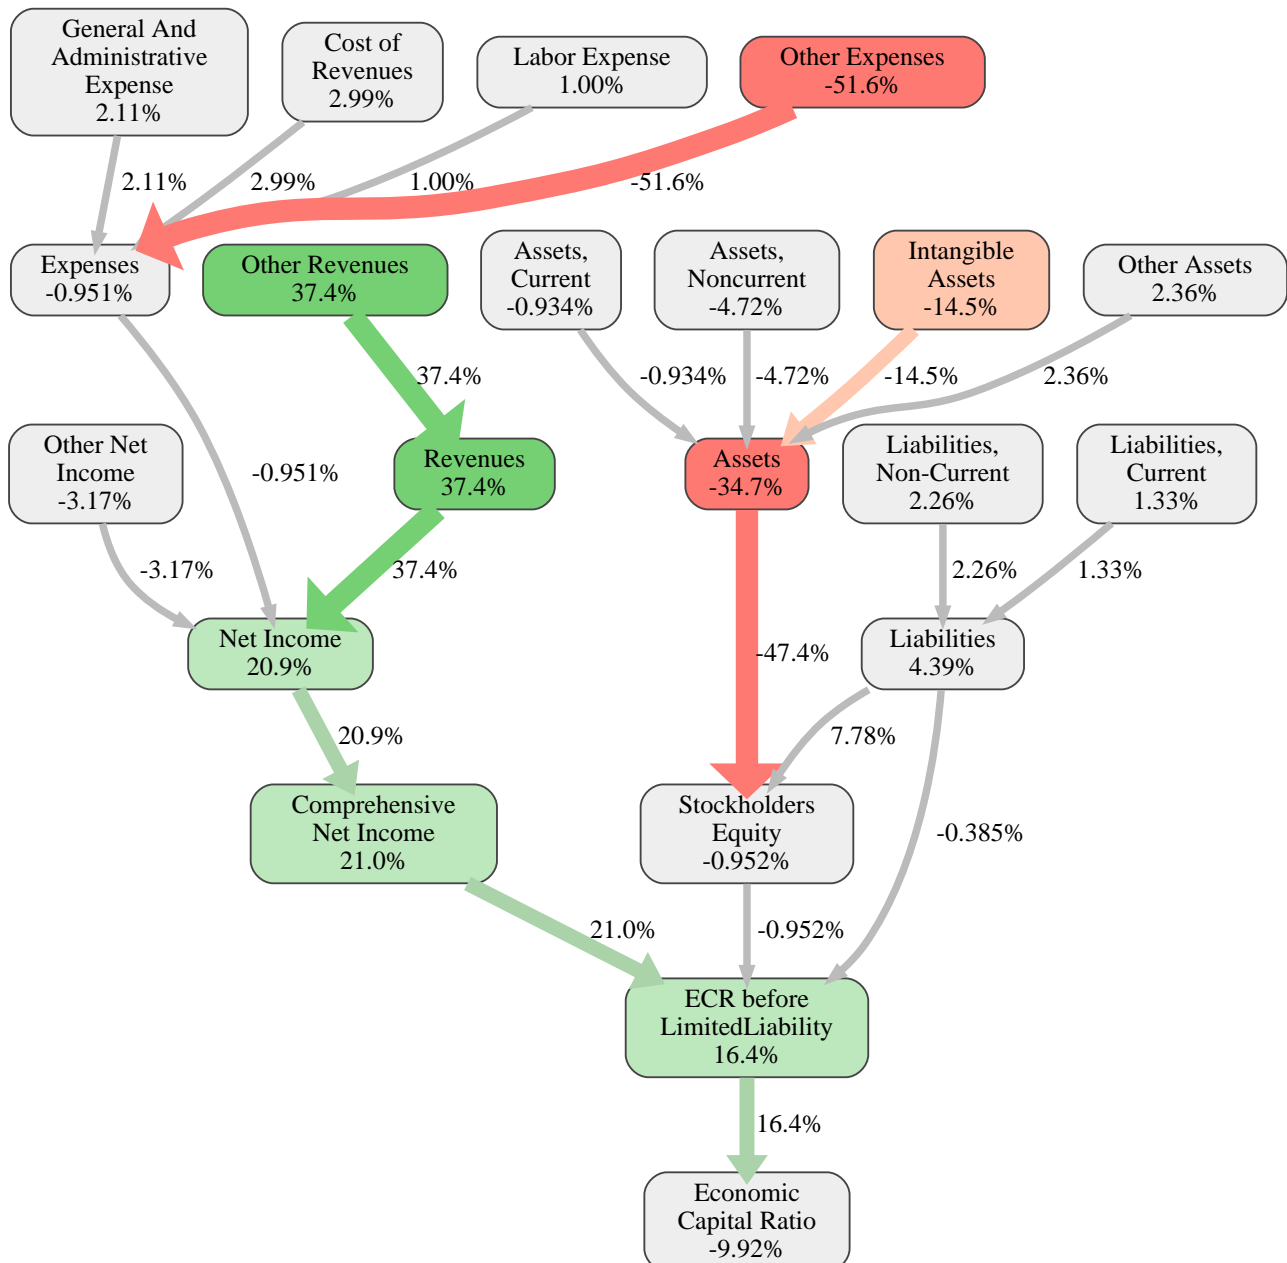 General And
Administrative
Expense
2.11%
Cost of
Revenues
2.99%
Labor Expense
1.00%
Other Expenses
-51.6%
2.11%
2.99%
1.00%
-51.6%
Expenses
-0.951%
Other Revenues
37.4%
Assets,
Current
-0.934%
Assets,
Noncurrent
-4.72%
Intangible
Assets
-14.5%
Other Assets
2.36%
37.4%
-0.934%
-4.72%
-14.5%
2.36%
Other Net
Income
-3.17%
-0.951%
Revenues
37.4%
Assets
-34.7%
Liabilities,
Non-Current
2.26%
Liabilities,
Current
1.33%
-3.17%
37.4%
2.26%
1.33%
Net Income
20.9%
-47.4%
Liabilities
4.39%
20.9%
7.78%
Comprehensive
Net Income
21.0%
Stockholders
Equity
-0.952%
-0.385%
21.0%
-0.952%
ECR before
LimitedLiability
16.4%
16.4%
Economic
Capital Ratio
-9.92%